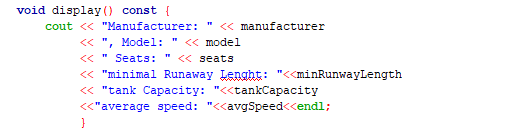 void display() const {
cout << "Manufacturer: " << manufacturer
<< ", Model: " << model
<< " Seats: " << seats
<< "minimal Runaway Lenght: "<<minRunwayLength
<< "tank Capacity: "<<tankCapacity
<<"average speed: "<<avgSpeed<<endl;
}